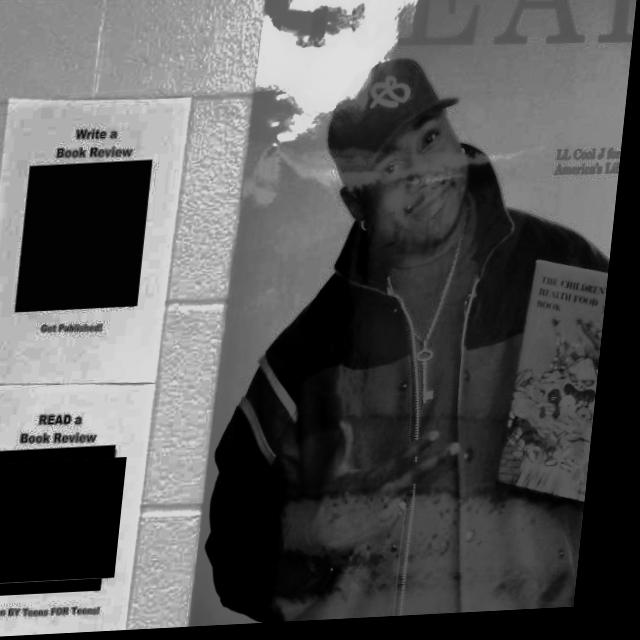 Write a
Book Review
Get Published!
READ a
Book Review
BY Teens FOR Teens!
EA
LL Cool J
America's
THE CHILDREN'S
HEALTH FOOD
BOOK